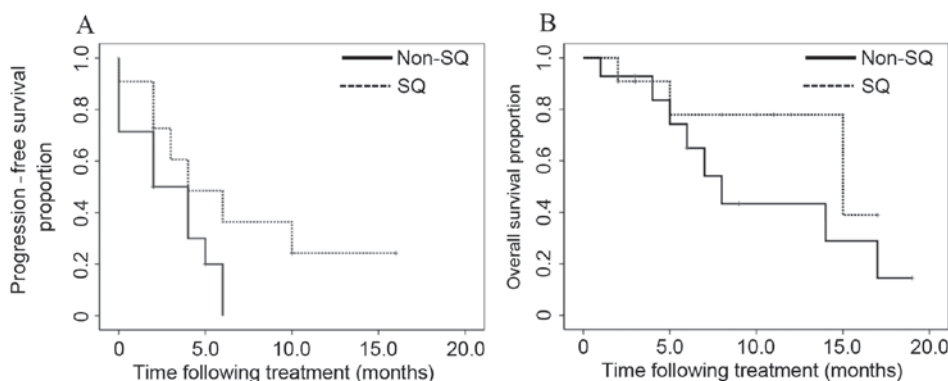 A
Progression - free survival
proportion
1.0
0.8
0.6
0.4
0.2
0
Non-SQ
SQ
0
5.0
10.0
15.0
20.0
Time following treatment (months)
B
Overall survival proportion
1.0
0.8
0.6
0.4
0.2
0
Non-SQ
SQ
0
5.0
10.0
15.0
20.0
Time following treatment (months)